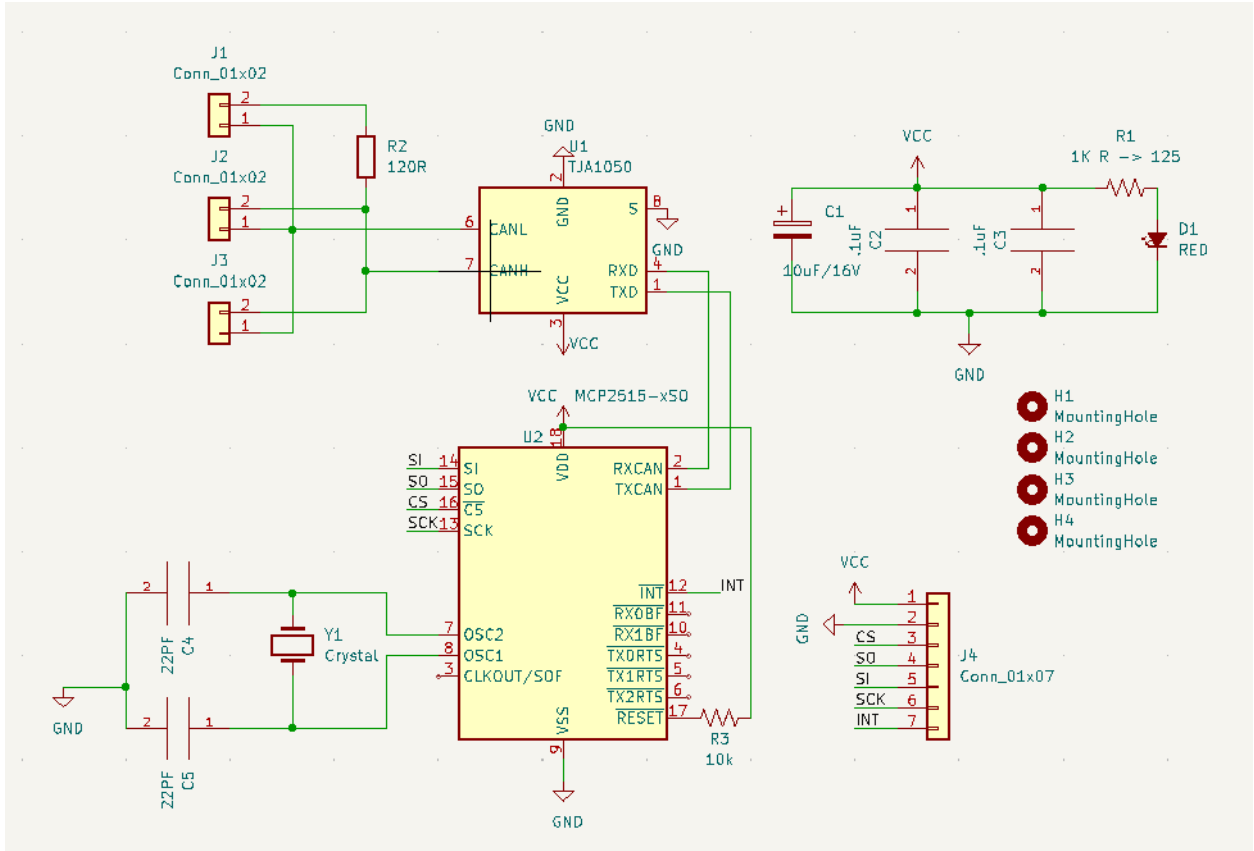 J1
Conn_01x02
2
1
J2
Conn_01x02
2
1
J3
Conn_01x02
2
1
R2
120R
GND
U1
TJA1050
2
GND
6
CANL
7
CANH
VCC
3
VCC
S
8
GND
RXD
4
TXD
1
VCC
R1
1K R -> 125
+
C1
10uF/16V
1
.1uF
C2
2
1
.1uF
C3
2
D1
RED
GND
H1
MountingHole
H2
MountingHole
H3
MountingHole
H4
MountingHole
VCC
MCP2515-xSO
U2
18
VDD
SI
14
SI
SO
15
SO
CS
16
CS
SCK
13
SCK
RXCAN
2
TXCAN
1
INT
12
INT
RX0BF
11
RX1BF
10
TX0RTS
4
TX1RTS
5
TX2RTS
6
RESET
17
R3
10k
7
OSC2
8
OSC1
3
CLKOUT/SOF
VSS
9
GND
2
1
22PF
C4
Y1
Crystal
GND
2
1
22PF
C5
VCC
1
GND
2
CS
3
SO
4
SI
5
SCK
6
INT
7
J4
Conn_01x07